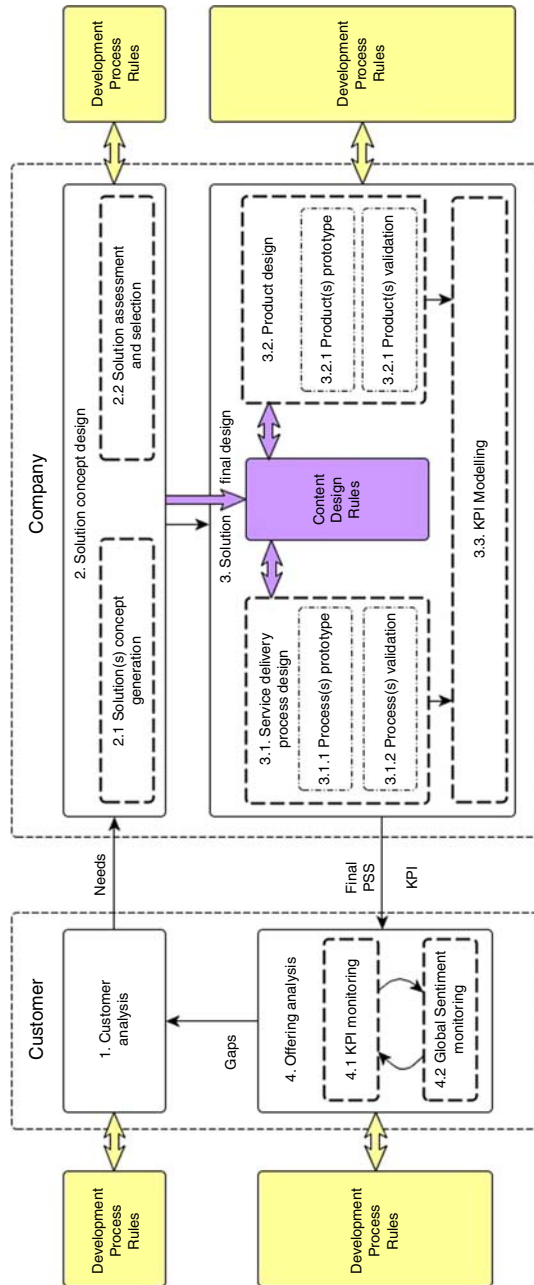 Customer
Company
Development
Process
Rules
1. Customer
analysis
Needs
2. Solution concept design
2.1 Solution(s) concept
generation
2.2 Solution assessment
and selection
Development
Process
Rules
Gaps
Development
Process
Rules
4. Offering analysis
4.1 KPI monitoring
4.2 Global Sentiment
monitoring
Final
PSS
KPI
3. Solution final design
3.1. Service delivery
process design
3.1.1 Process(s) prototype
3.1.2 Process(s) validation
Content
Design
Rules
3.2. Product design
3.2.1 Product(s) prototype
3.2.1 Product(s) validation
3.3. KPI Modelling
Development
Process
Rules